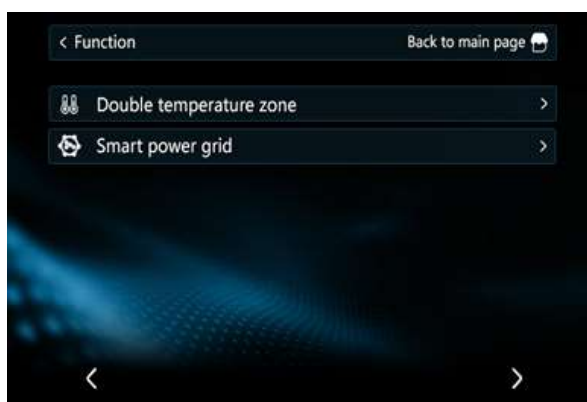 Function
Back to main page
Double temperature zone
Smart power grid